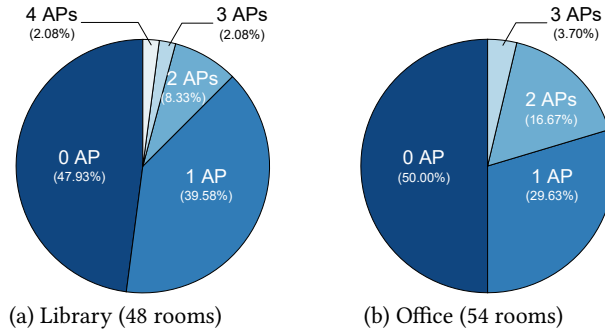 4 APs
(2.08%)
3 APs
(2.08%)
2 APs
(8.33%)
0 AP
(47.93%)
1 AP
(39.58%)
(a) Library (48 rooms)
3 APs
(3.70%)
2 APs
(16.67%)
0 AP
(50.00%)
1 AP
(29.63%)
(b) Office (54 rooms)